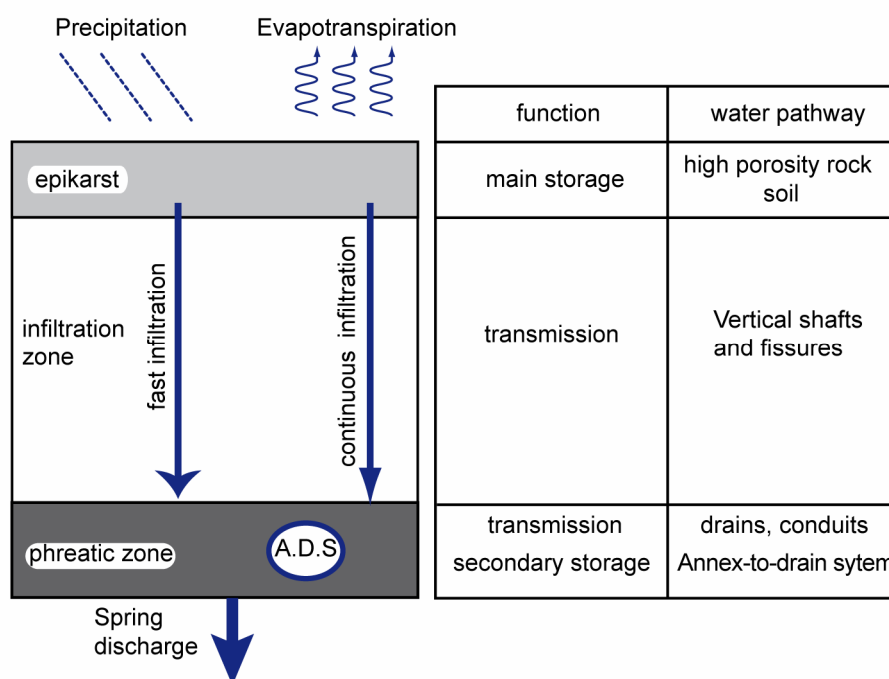 Precipitation
Evapotranspiration
function
water pathway
epikarst
main storage
high porosity rock
soil
infiltration
zone
fast infiltration
continuous infiltration
transmission
Vertical shafts
and fissures
phreatic zone
A.D.S
transmission
drains, conduits
secondary storage
Annex-to-drain sytem
Spring
discharge